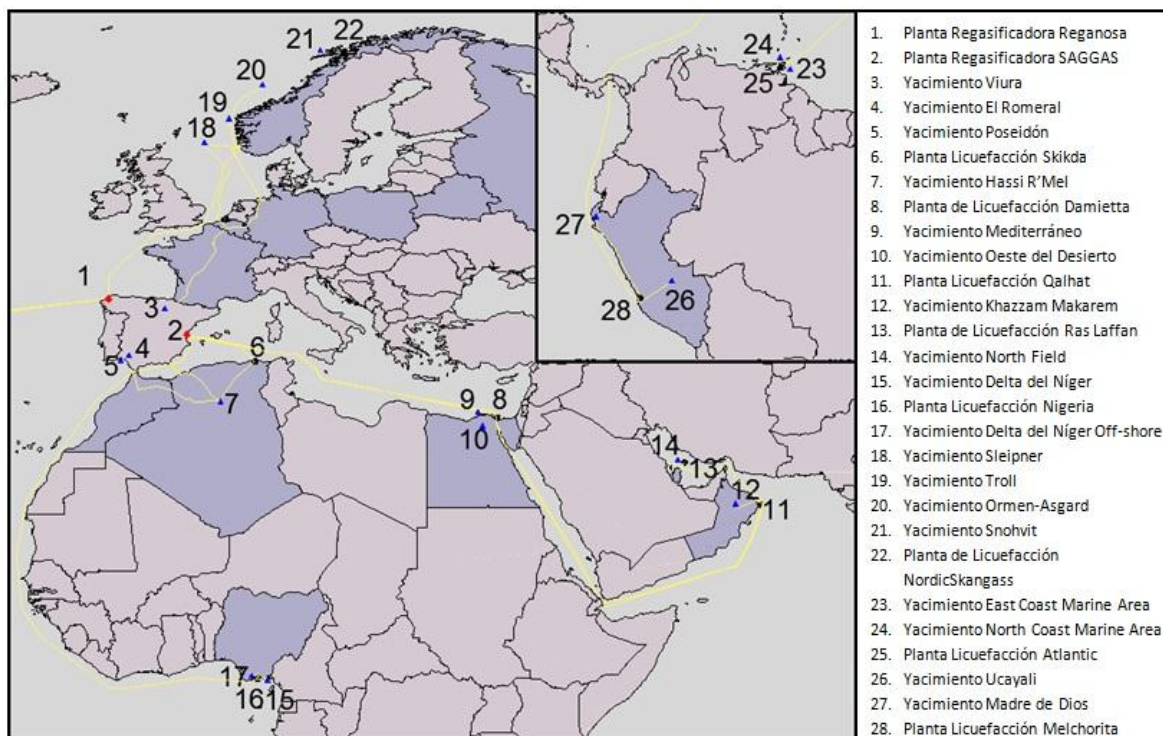 21 22
20
19
18
1
3
2
4
5
6
7
9 8
10
17
16 15
24
23
25
27
26
28
14
13
12
11
1. Planta Regasificadora Reganosa
2. Planta Regasificadora SAGGAS
3. Yacimiento Viura
4. Yacimiento El Romeral
5. Yacimiento Poseidón
6. Planta Licuefacción Skikda
7. Yacimiento Hassi R'Mel
8. Planta de Licuefacción Damietta
9. Yacimiento Mediterráneo
10. Yacimiento Oeste del Desierto
11. Planta Licuefacción Qalhat
12. Yacimiento Khazzam Makarem
13. Planta de Licuefacción Ras Laffan
14. Yacimiento North Field
15. Yacimiento Delta del Níger
16. Planta Licuefacción Nigeria
17. Yacimiento Delta del Níger Off-shore
18. Yacimiento Sleipner
19. Yacimiento Troll
20. Yacimiento Ormen-Asgard
21. Yacimiento Snohvit
22. Planta de Licuefacción
NordicSkangass
23. Yacimiento East Coast Marine Area
24. Yacimiento North Coast Marine Area
25. Planta Licuefacción Atlantic
26. Yacimiento Ucayali
27. Yacimiento Madre de Dios
28. Planta Licuefacción Melchorita